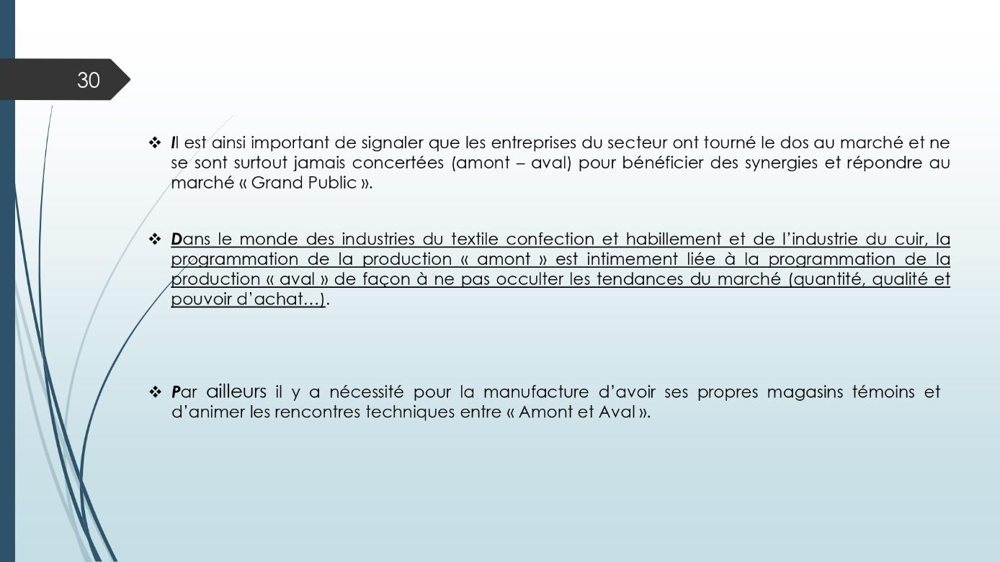 30
❖ Il est ainsi important de signaler que les entreprises du secteur ont tourné le dos au marché et ne
se sont surtout jamais concertées (amont – aval) pour bénéficier des synergies et répondre au
marché « Grand Public ».
❖ Dans le monde des industries du textile confection et habillement et de l’industrie du cuir, la
programmation de la production « amont » est intimement liée à la programmation de la
production « aval » de façon à ne pas occulter les tendances du marché (quantité, qualité et
pouvoir d’achat…).
❖ Par ailleurs il y a nécessité pour la manufacture d’avoir ses propres magasins témoins et
d’animer les rencontres techniques entre « Amont et Aval ».